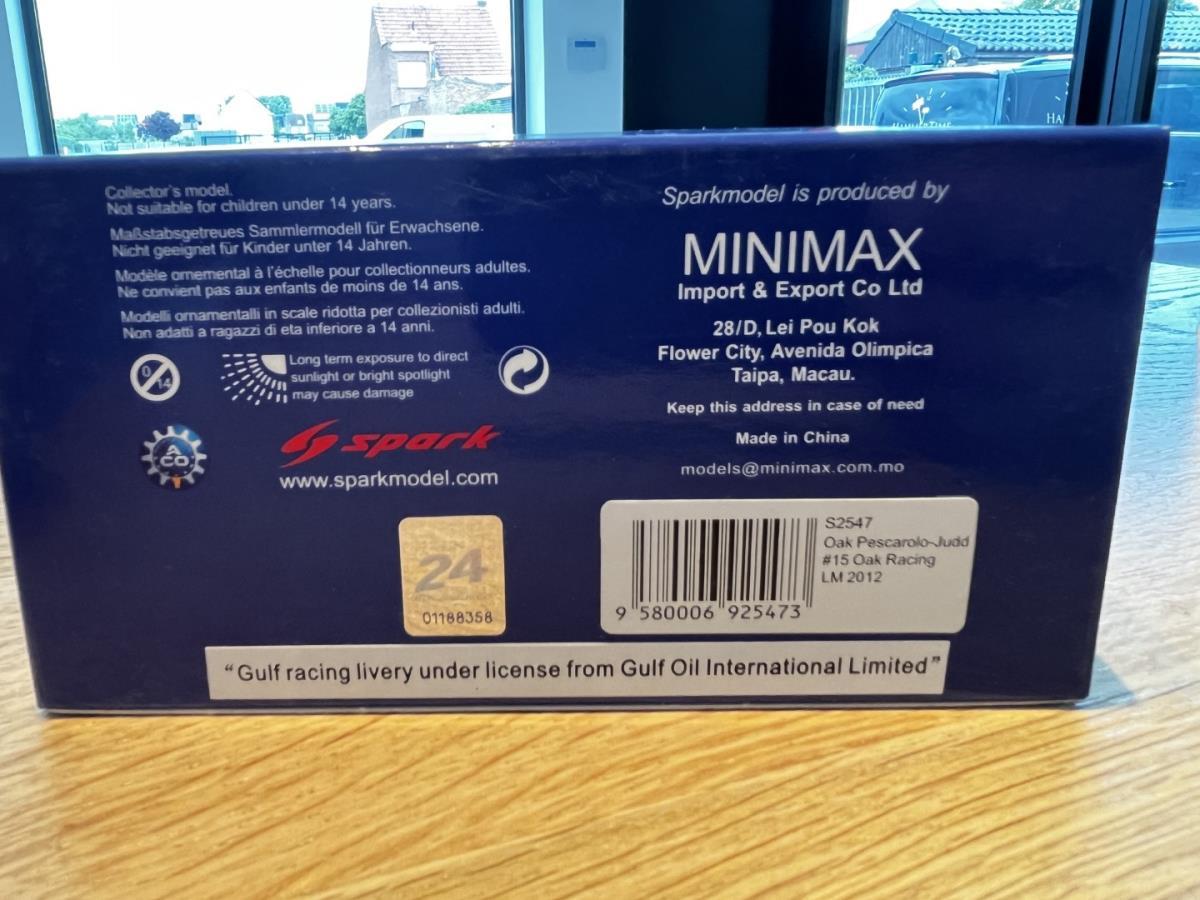 Collector's model.
Not suitable for children under 14 years.
Maßstabsgetreues Sammlermodell für Erwachsene.
Nicht geeignet für Kinder unter 14 Jahren.
Modèle ornemental à l'échelle pour collectionneurs adultes.
Ne convient pas aux enfants de moins de 14 ans.
Modelli ornamentalli in scale ridotta per collezionisti adulti.
Non adatti a ragazzi di eta inferiore a 14 anni.
0
14
Long term exposure to direct
sunlight or bright spotlight
may cause damage
ACO
spark
www.sparkmodel.com
24
01188358
Sparkmodel is produced by
MINIMAX
Import & Export Co Ltd
28/D, Lei Pou Kok
Flower City, Avenida Olimpica
Taipa, Macau.
Keep this address in case of need
Made in China
models@minimax.com.mo
S2547
Oak Pescarolo-Judd
#15 Oak Racing
LM 2012
9 580006 925473
“Gulf racing livery under license from Gulf Oil International Limited”